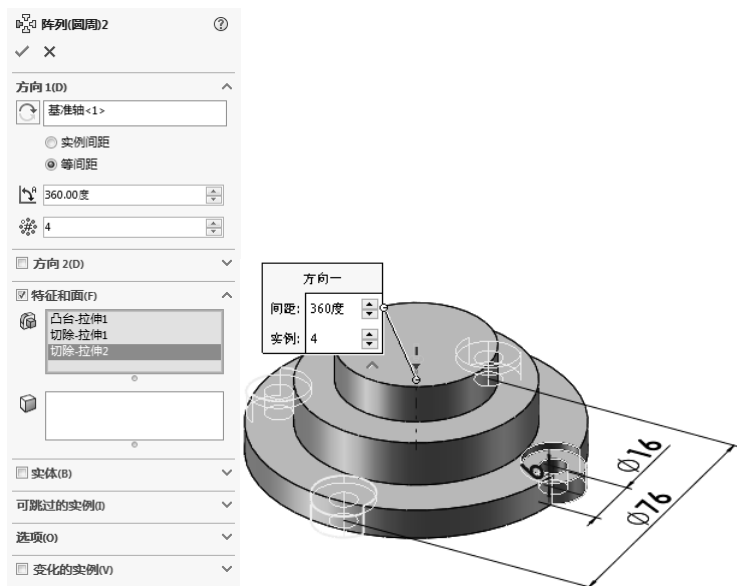 阵列(圆周)2
方向 1(D)
基准轴<1>
实例间距
等间距
360.00度
4
方向 2(D)
特征和面(F)
凸台-拉伸1
切除-拉伸1
切除-拉伸2
实体(B)
可跳过的实例(I)
选项(O)
变化的实例(V)
方向一
间距: 360度
实例: 4
6
Ø16
Ø76